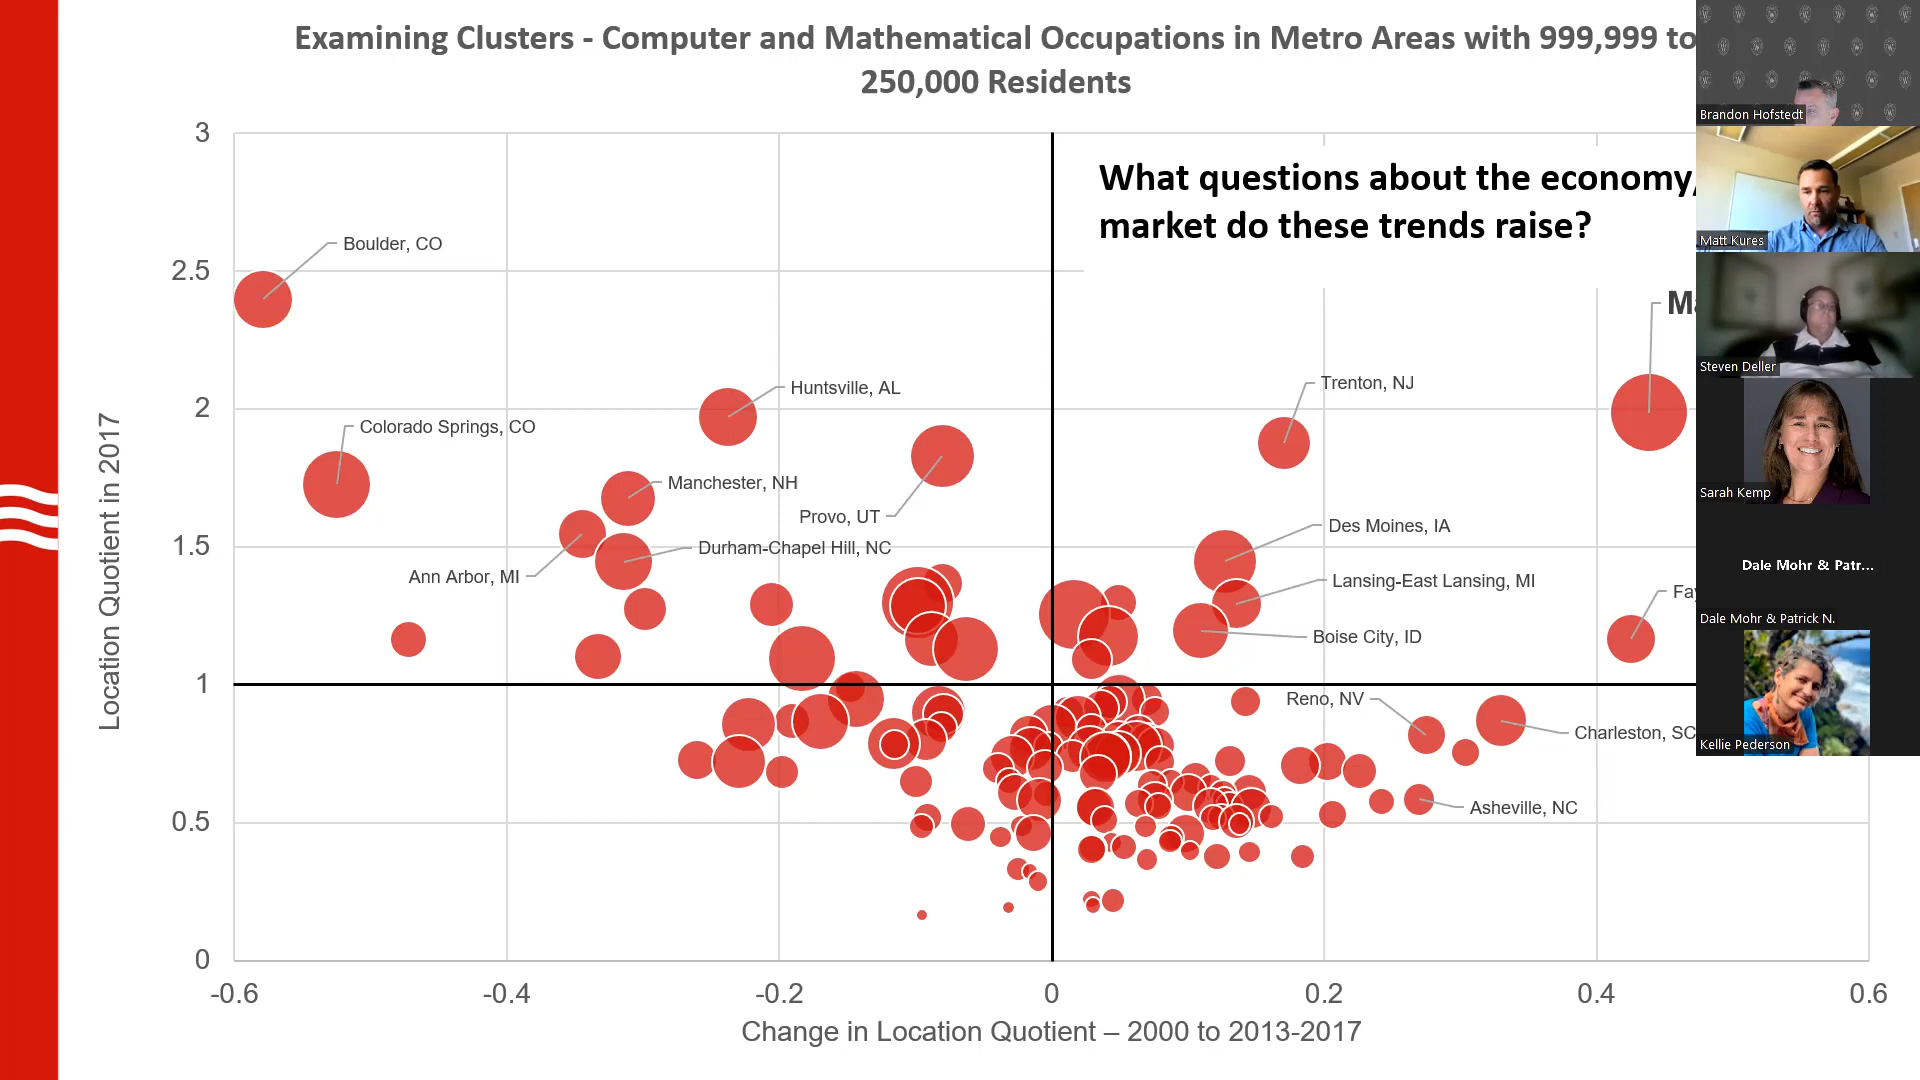 Examining Clusters - Computer and Mathematical Occupations in Metro Areas with 999,999 to
250,000 Residents
What questions about the economy,
market do these trends raise?
3
2.5
2
1.5
1
0.5
0
Location Quotient in 2017
Boulder, CO
Huntsville, AL
Colorado Springs, CO
Manchester, NH
Provo, UT
Durham-Chapel Hill, NC
Ann Arbor, MI
Trenton, NJ
Des Moines, IA
Lansing-East Lansing, MI
Boise City, ID
Reno, NV
Charleston, SC
Asheville, NC
-0.6
-0.4
-0.2
0
0.2
0.4
0.6
Change in Location Quotient – 2000 to 2013-2017
Brandon Hofstedt
Matt Kures
Steven Deller
Sarah Kemp
Dale Mohr & Patr...
Dale Mohr & Patrick N.
Kellie Pederson